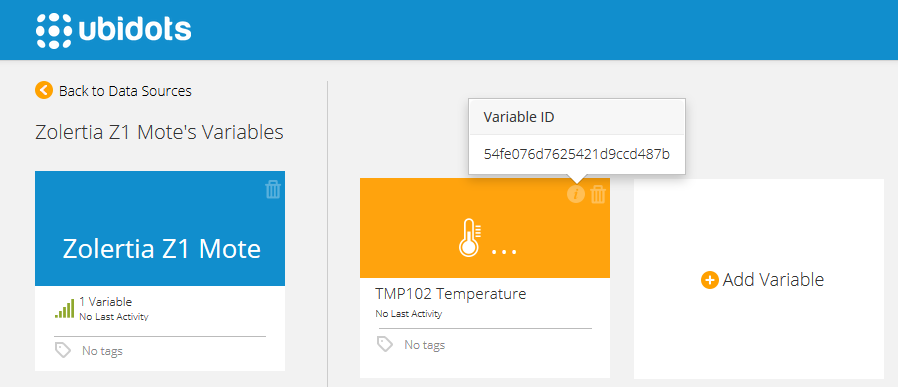 ubidots
Back to Data Sources
Zolertia Z1 Mote's Variables
Zolertia Z1 Mote
1 Variable
No Last Activity
No tags
Variable ID
54fe076d7625421d9ccd487b
...
TMP102 Temperature
No Last Activity
No tags
Add Variable